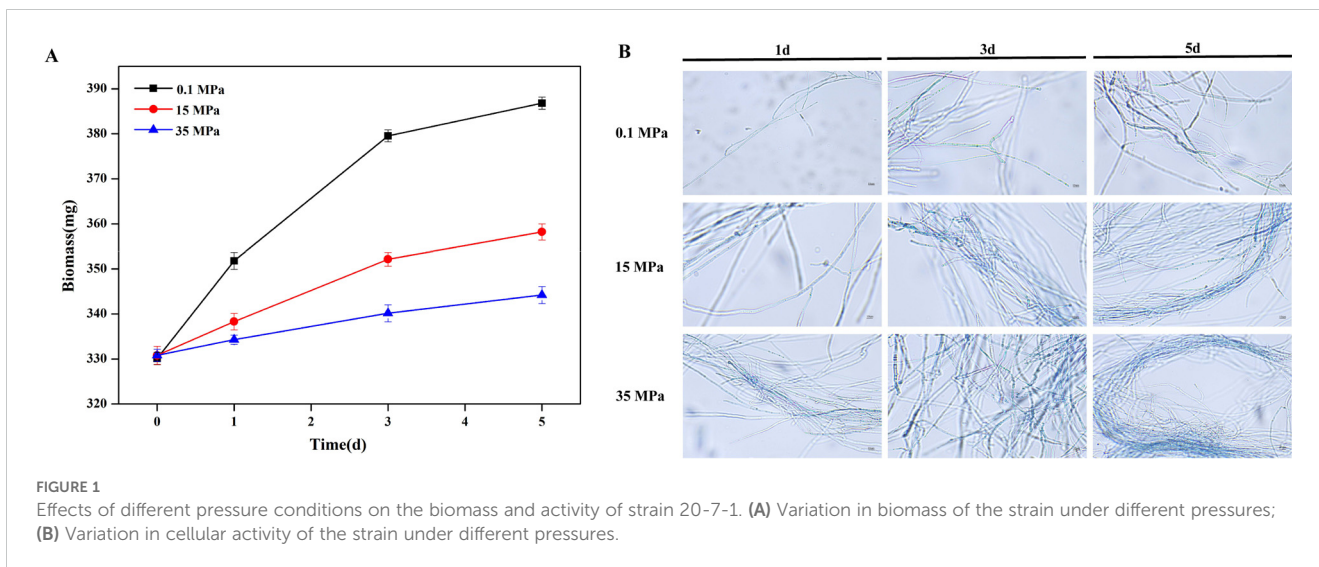 A
390
380
370
360
350
340
330
320
Biomass(mg)
0.1 MPa
15 MPa
35 MPa
0 1 2 3 4 5
Time(d)
B
1d 3d 5d
0.1 MPa
15 MPa
35 MPa
FIGURE 1
Effects of different pressure conditions on the biomass and activity of strain 20-7-1. (A) Variation in biomass of the strain under different pressures;
(B) Variation in cellular activity of the strain under different pressures.